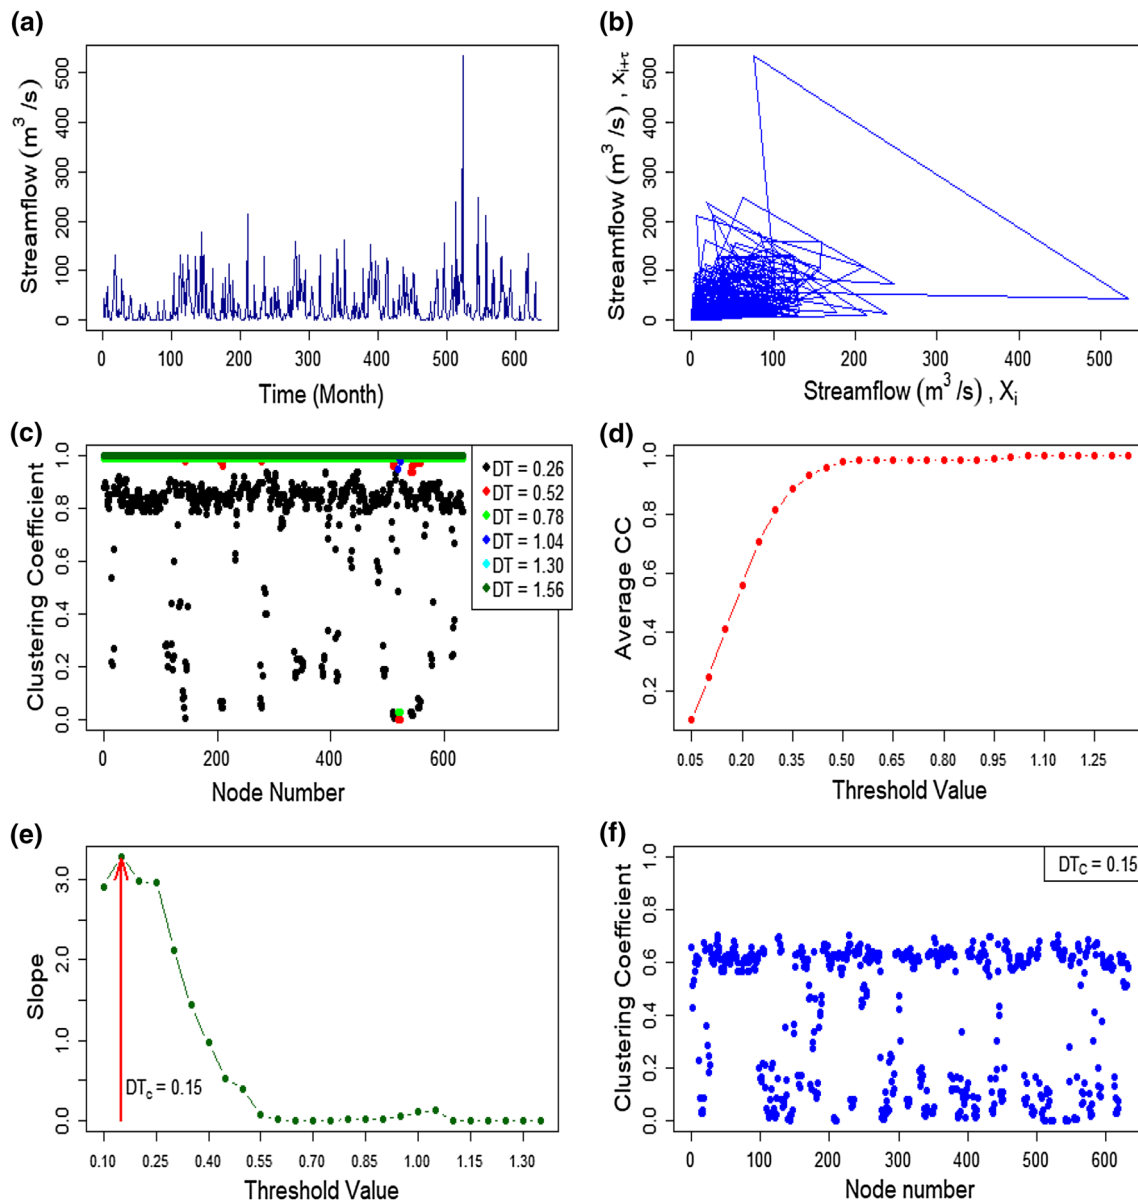 (a)
500
400
300
200
100
0
Streamflow (m³ /s)
0 100 200 300 400 500 600
Time (Month)
(b)
500
400
300
200
100
0
Streamflow (m³ /s) , xᵢ₊τ
0 100 200 300 400 500
Streamflow (m³ /s) , Xᵢ
(c)
1.0
0.8
0.6
0.4
0.2
0.0
Clustering Coefficient
DT = 0.26
DT = 0.52
DT = 0.78
DT = 1.04
DT = 1.30
DT = 1.56
0 200 400 600
Node Number
(d)
1.0
0.8
0.6
0.4
0.2
Average CC
0.05 0.20 0.35 0.50 0.65 0.80 0.95 1.10 1.25
Threshold Value
(e)
3.0
2.0
1.0
0.0
Slope
DTc = 0.15
0.10 0.25 0.40 0.55 0.70 0.85 1.00 1.15 1.30
Threshold Value
(f)
1.0
0.8
0.6
0.4
0.2
0.0
Clustering Coefficient
DTC = 0.15
0 100 200 300 400 500 600
Node number